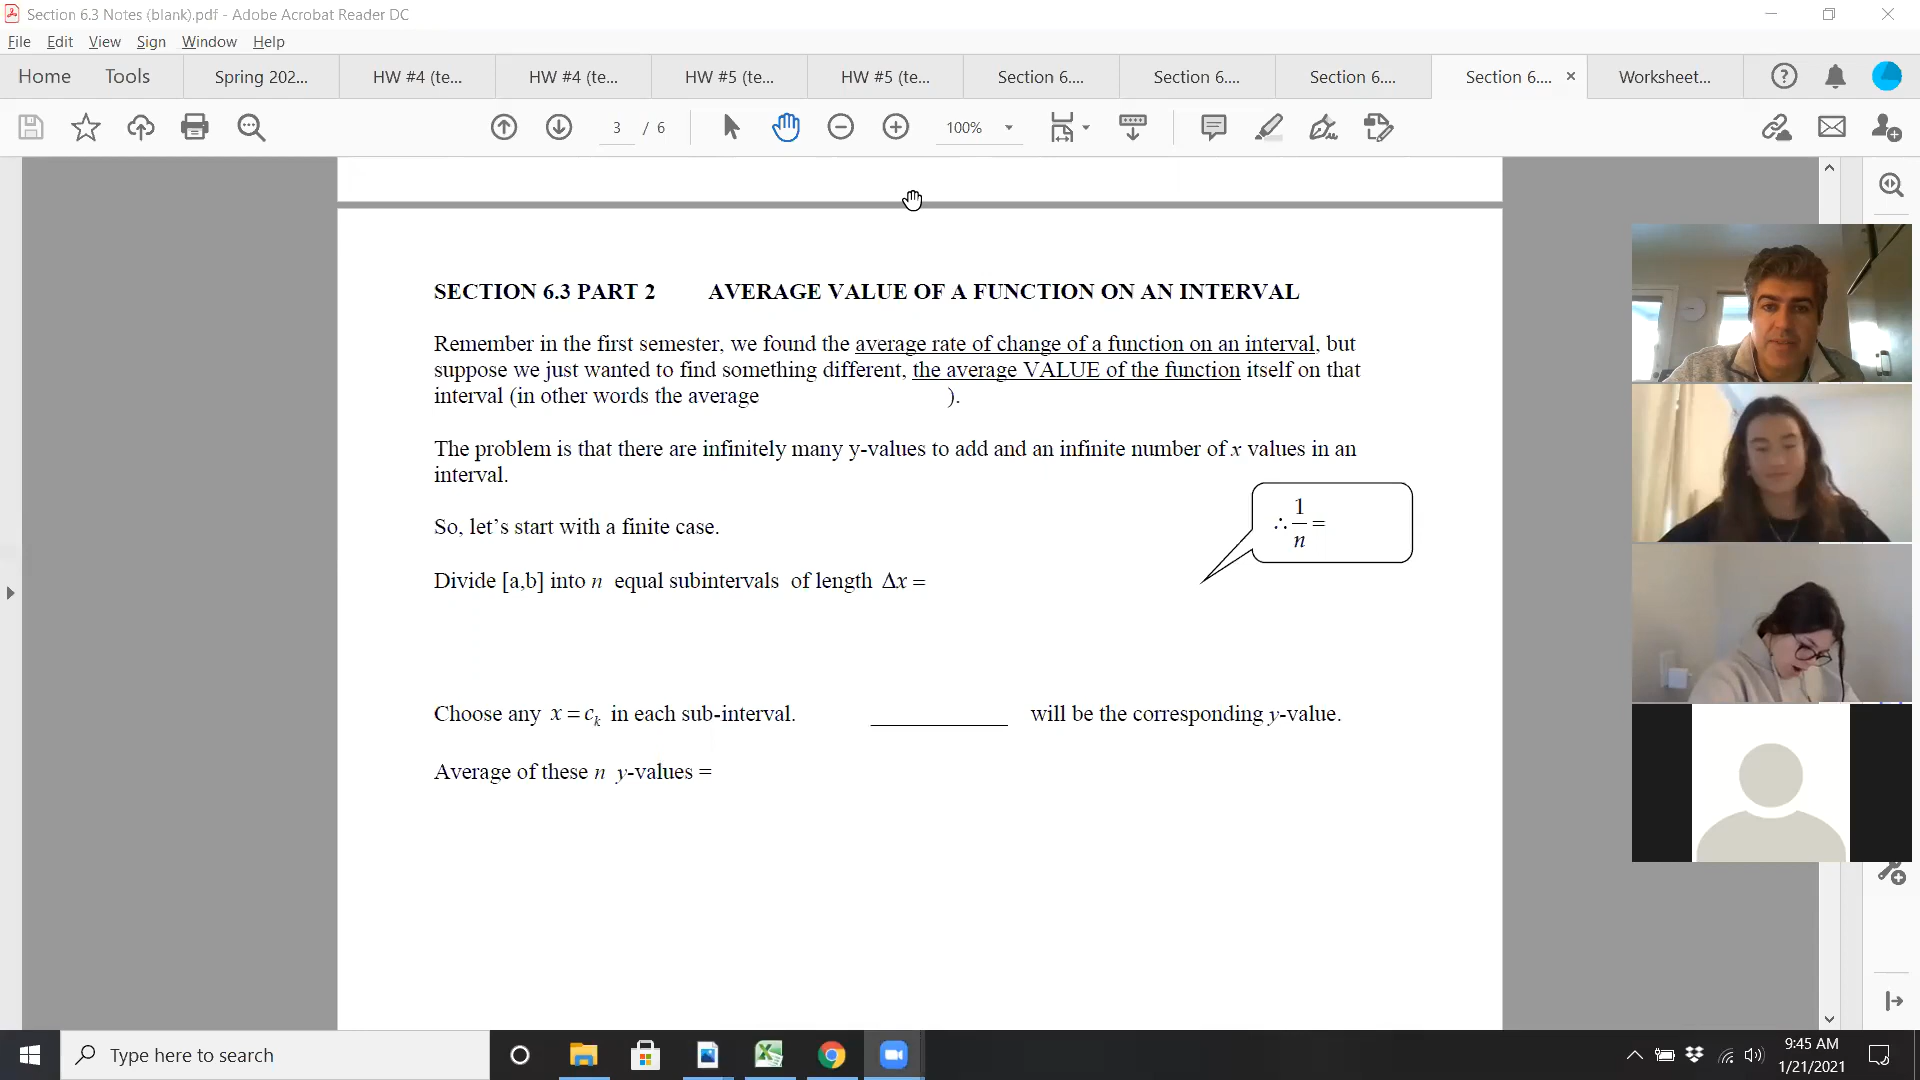 Section 6.3 Notes (blank).pdf - Adobe Acrobat Reader DC
File Edit View Sign Window Help
Home Tools Spring 202... HW #4 (te... HW #4 (te... HW #5 (te... HW #5 (te... Section 6.... Section 6.... Section 6.... Section 6.... × Worksheet...
3 / 6 100%
SECTION 6.3 PART 2 AVERAGE VALUE OF A FUNCTION ON AN INTERVAL
Remember in the first semester, we found the average rate of change of a function on an interval, but
suppose we just wanted to find something different, the average VALUE of the function itself on that
interval (in other words the average ).
The problem is that there are infinitely many y-values to add and an infinite number of x values in an
interval.
∴ 1/n =
So, let's start with a finite case.
Divide [a,b] into n equal subintervals of length Δx =
Choose any x = cₖ in each sub-interval. ____________ will be the corresponding y-value.
Average of these n y-values =
Type here to search
9:45 AM
1/21/2021